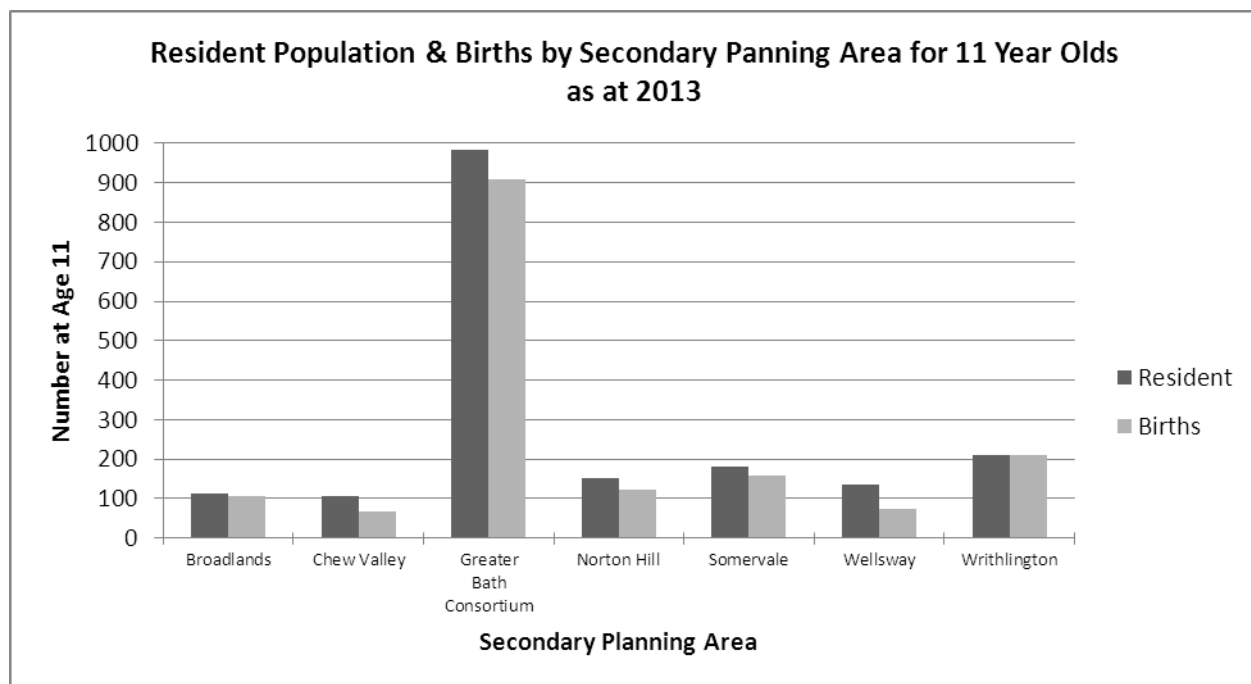 Resident Population & Births by Secondary Panning Area for 11 Year Olds
as at 2013
Number at Age 11
1000
900
800
700
600
500
400
300
200
100
0
Broadlands
Chew Valley
Greater
Bath
Consortium
Norton Hill
Somervale
Wellsway
Writhlington
Secondary Planning Area
Resident
Births